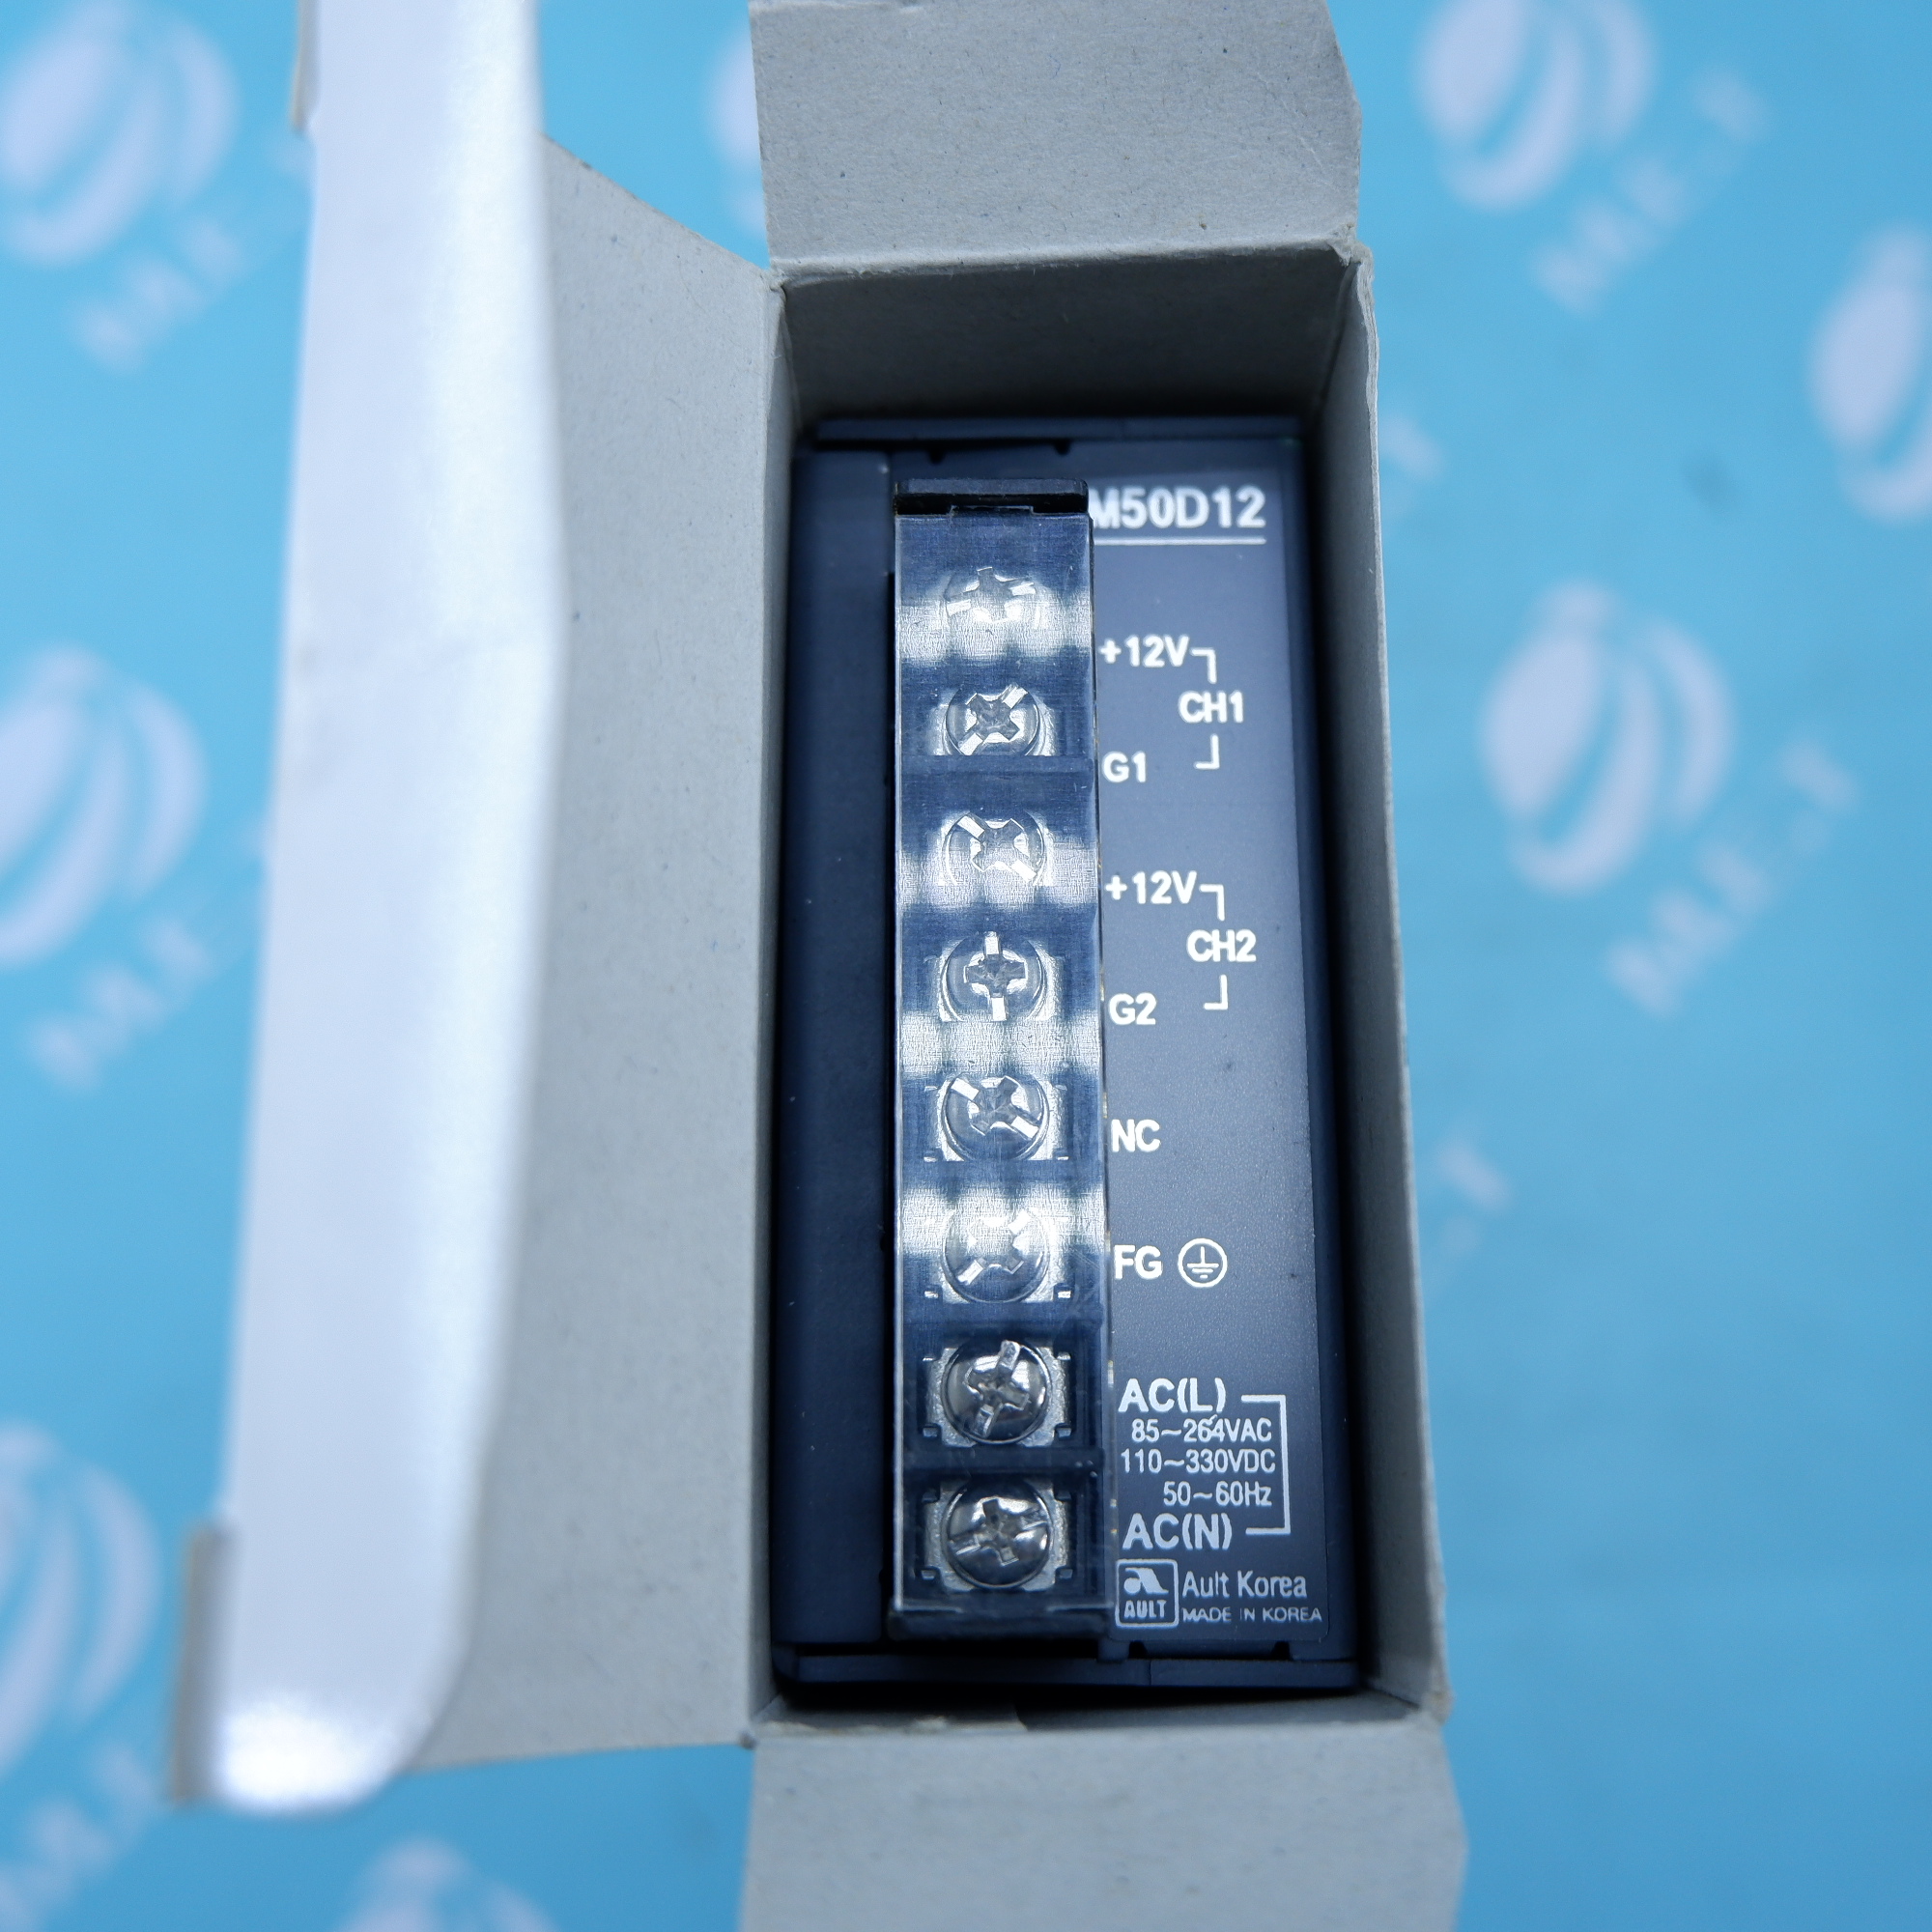 M50D12
+12V
CH1
G1
+12V
CH2
G2
NC
FG
AC(L)
85~264VAC
110~330VDC
50~60Hz
AC(N)
AULT
Ault Korea
MADE IN KOREA